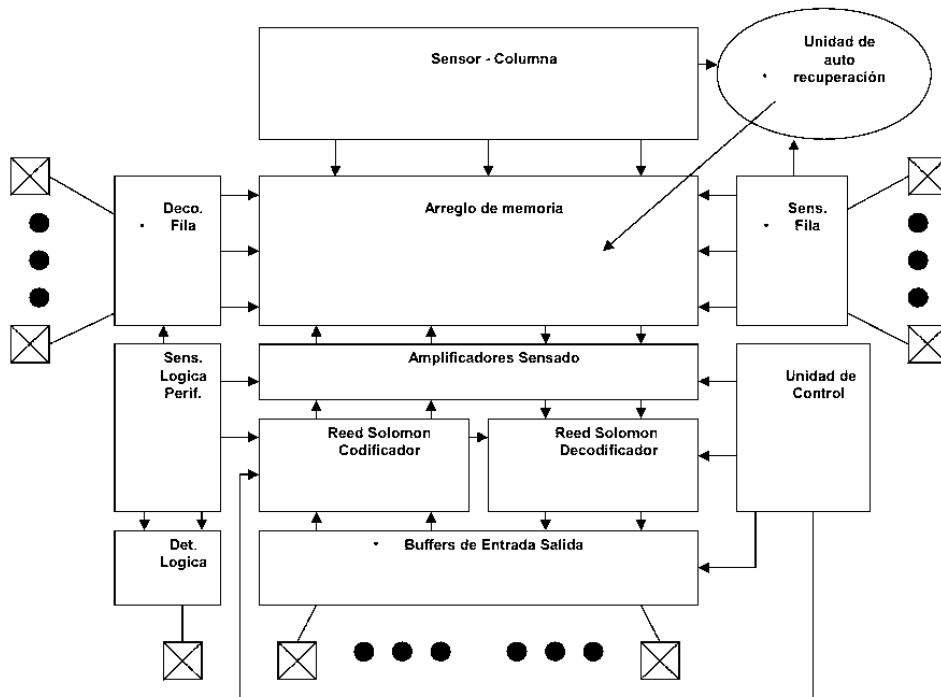 Sensor - Columna
Unidad de
auto
recuperación
Deco.
Fila
Arreglo de memoria
Sens.
Fila
Sens.
Logica
Perif.
Amplificadores Sensado
Unidad de
Control
Reed Solomon
Codificador
Reed Solomon
Decodificador
Det.
Logica
Buffers de Entrada Salida